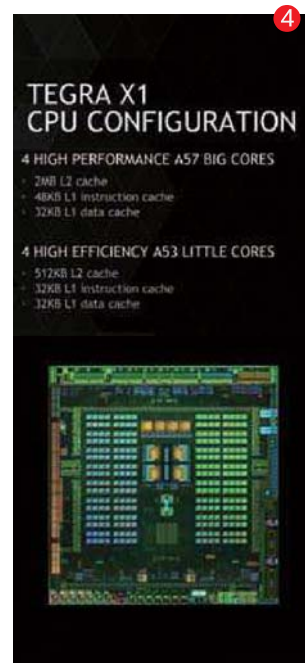 4
TEGRA X1
CPU CONFIGURATION
4 HIGH PERFORMANCE A57 BIG CORES
2MB L2 cache
48KB L1 instruction cache
32KB L1 data cache
4 HIGH EFFICIENCY A53 LITTLE CORES
512KB L2 cache
32KB L1 instruction cache
32KB L1 data cache